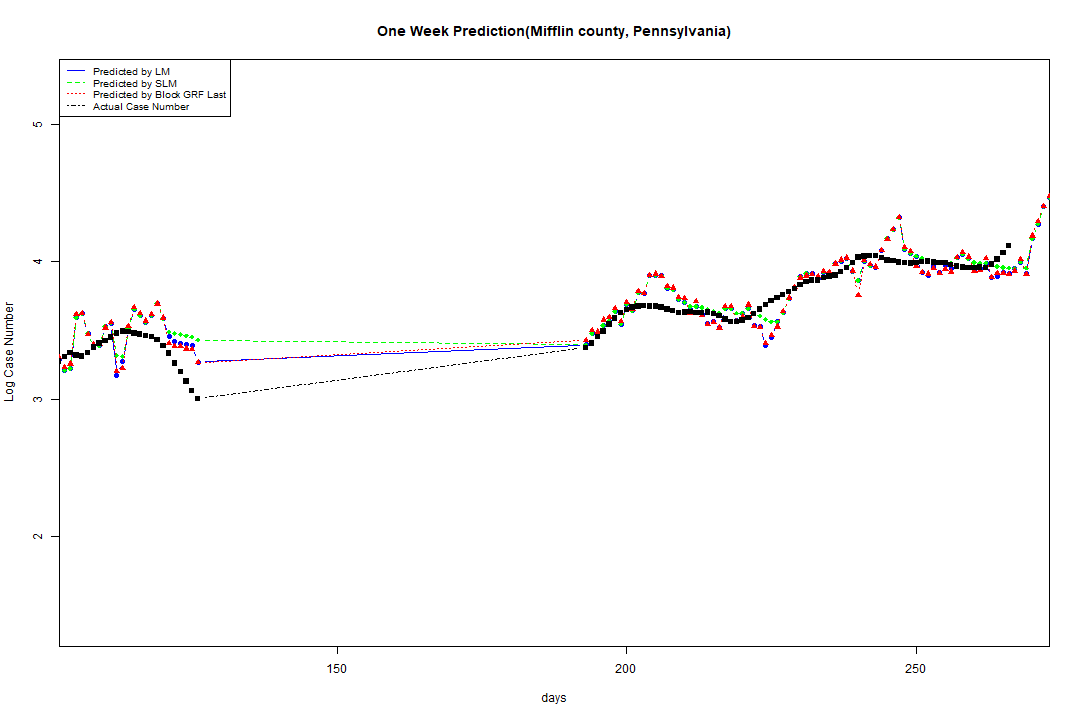 One Week Prediction(Mifflin county, Pennsylvania)
Predicted by LM
Predicted by SLM
Predicted by Block GRF Last
Actual Case Number
5
4
3
2
Log Case Number
150
200
250
days